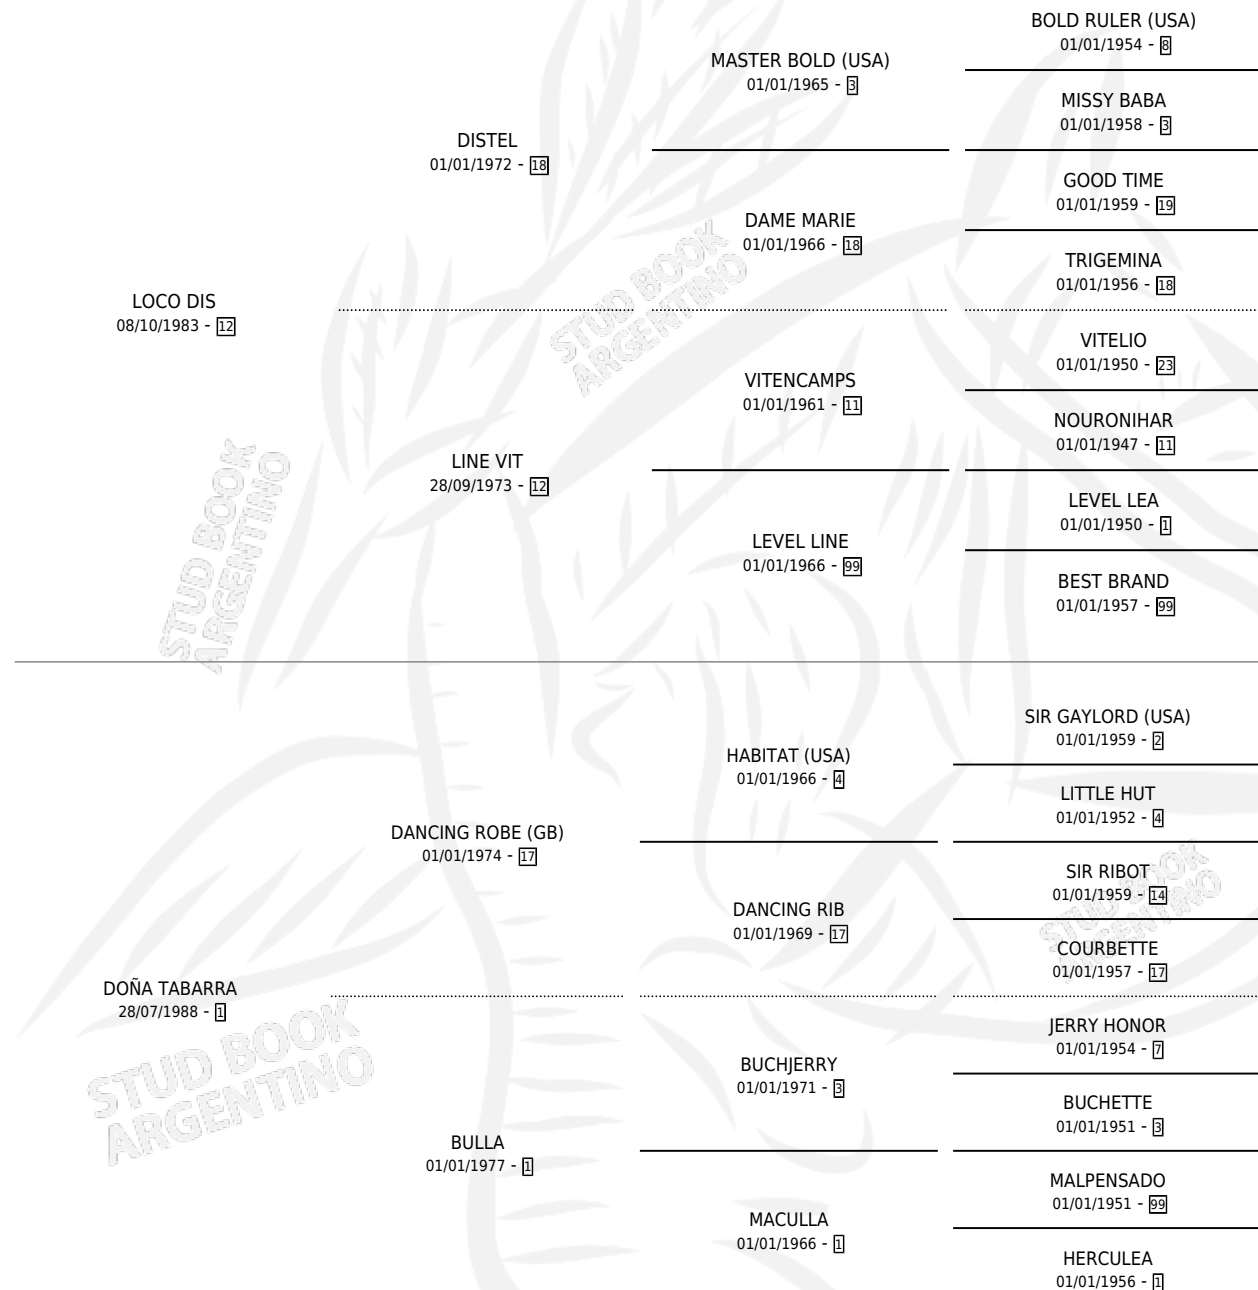 BOLD RULER (USA)
01/01/1954 - 8
MASTER BOLD (USA)
01/01/1965 - 3
MISSY BABA
01/01/1958 - 3
DISTEL
01/01/1972 - 18
GOOD TIME
01/01/1959 - 19
DAME MARIE
01/01/1966 - 18
TRIGEMINA
01/01/1956 - 18
LOCO DIS
08/10/1983 - 12
VITELIO
01/01/1950 - 23
VITENCAMPS
01/01/1961 - 11
NOURONIHAR
01/01/1947 - 11
LINE VIT
28/09/1973 - 12
LEVEL LEA
01/01/1950 - 1
LEVEL LINE
01/01/1966 - 99
BEST BRAND
01/01/1957 - 99
STUD BOOK
ARGENTINO
STUD BOOK
ARGENTINO
SIR GAYLORD (USA)
01/01/1959 - 2
HABITAT (USA)
01/01/1966 - 4
LITTLE HUT
01/01/1952 - 4
DANCING ROBE (GB)
01/01/1974 - 17
SIR RIBOT
01/01/1959 - 14
DANCING RIB
01/01/1969 - 17
COURBETTE
01/01/1957 - 17
DOÑA TABARRA
28/07/1988 - 1
JERRY HONOR
01/01/1954 - 7
BUCHJERRY
01/01/1971 - 3
BUCHETTE
01/01/1951 - 3
BULLA
01/01/1977 - 1
MALPENSADO
01/01/1951 - 99
MACULLA
01/01/1966 - 1
HERCULEA
01/01/1956 - 1
STUD BOOK
ARGENTINO
STUD BOOK
ARGENTINO